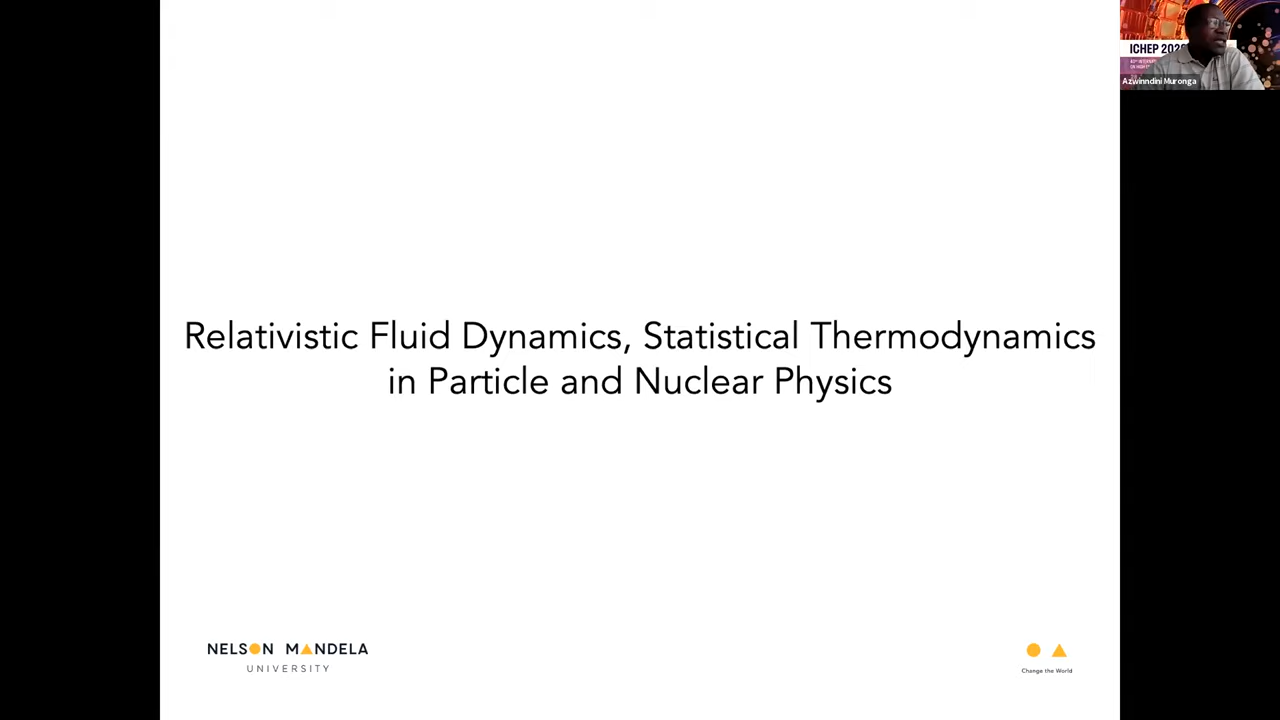 ICHEP 202
Azwinndini Muronga
Relativistic Fluid Dynamics, Statistical Thermodynamics
in Particle and Nuclear Physics
NELSON MANDELA
UNIVERSITY
Change the World